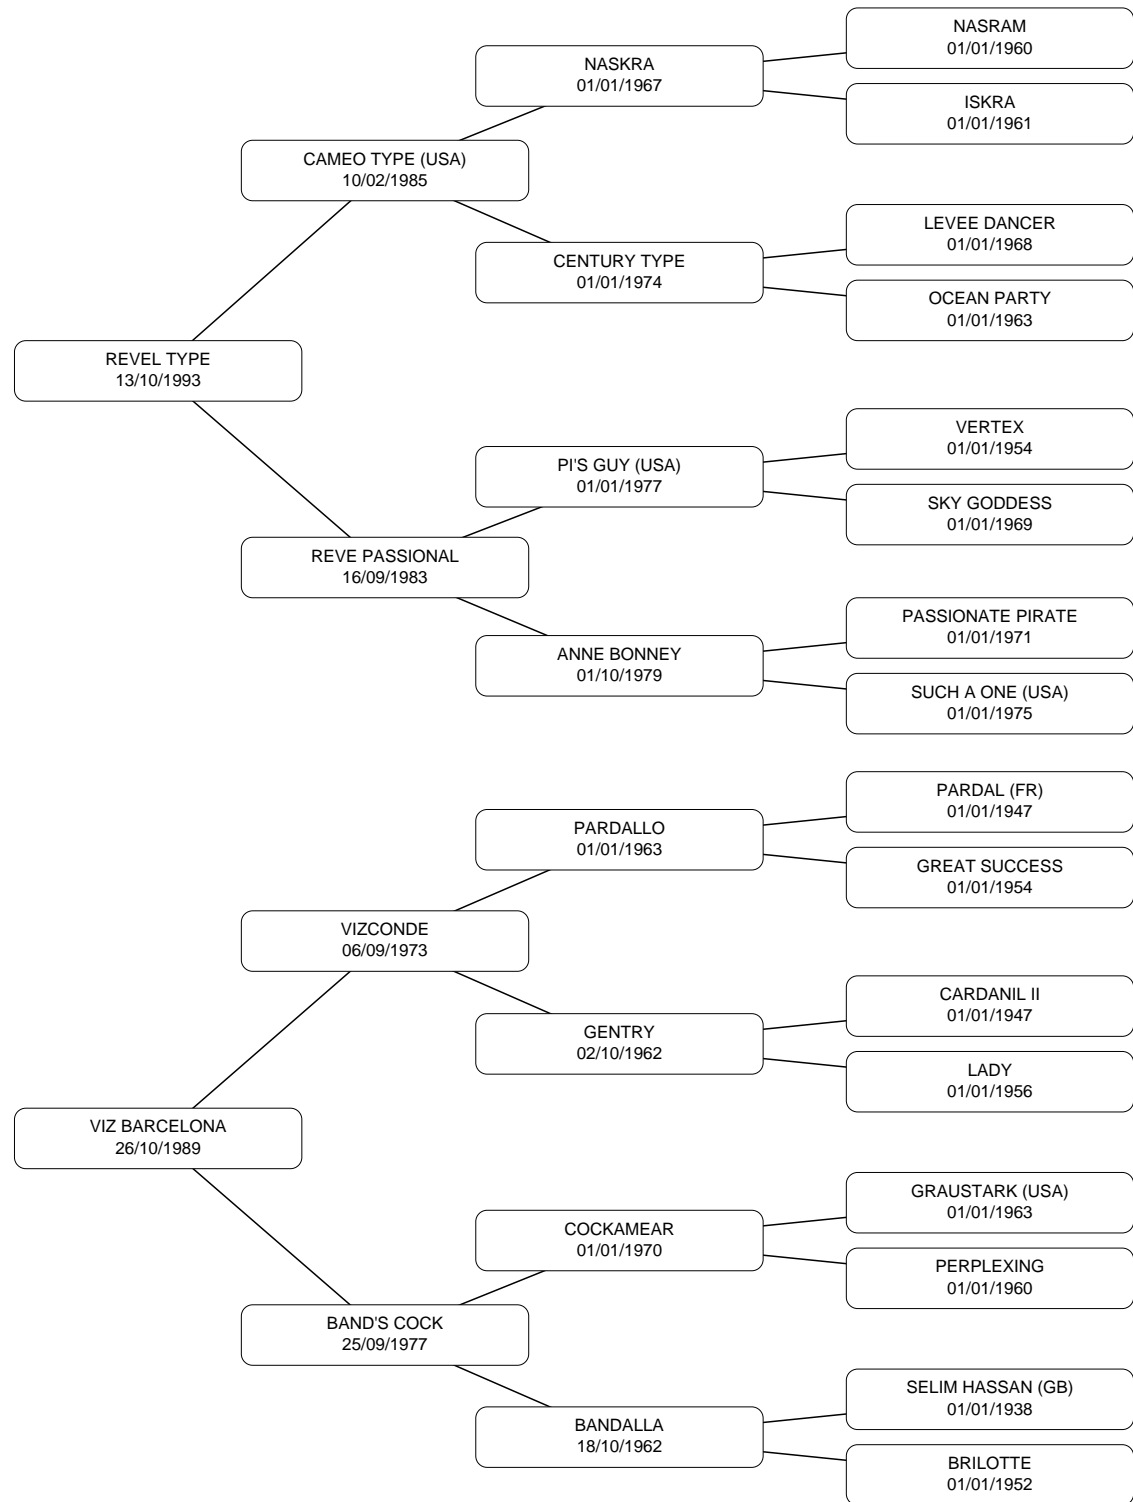 NASRAM
01/01/1960
NASKRA
01/01/1967
ISKRA
01/01/1961
CAMEO TYPE (USA)
10/02/1985
LEVEE DANCER
01/01/1968
CENTURY TYPE
01/01/1974
OCEAN PARTY
01/01/1963
REVEL TYPE
13/10/1993
VERTEX
01/01/1954
PI'S GUY (USA)
01/01/1977
SKY GODDESS
01/01/1969
REVE PASSIONAL
16/09/1983
PASSIONATE PIRATE
01/01/1971
ANNE BONNEY
01/10/1979
SUCH A ONE (USA)
01/01/1975
PARDAL (FR)
01/01/1947
PARDALLO
01/01/1963
GREAT SUCCESS
01/01/1954
VIZCONDE
06/09/1973
CARDANIL II
01/01/1947
GENTRY
02/10/1962
LADY
01/01/1956
VIZ BARCELONA
26/10/1989
GRAUSTARK (USA)
01/01/1963
COCKAMEAR
01/01/1970
PERPLEXING
01/01/1960
BAND'S COCK
25/09/1977
SELIM HASSAN (GB)
01/01/1938
BANDALLA
18/10/1962
BRILOTTE
01/01/1952